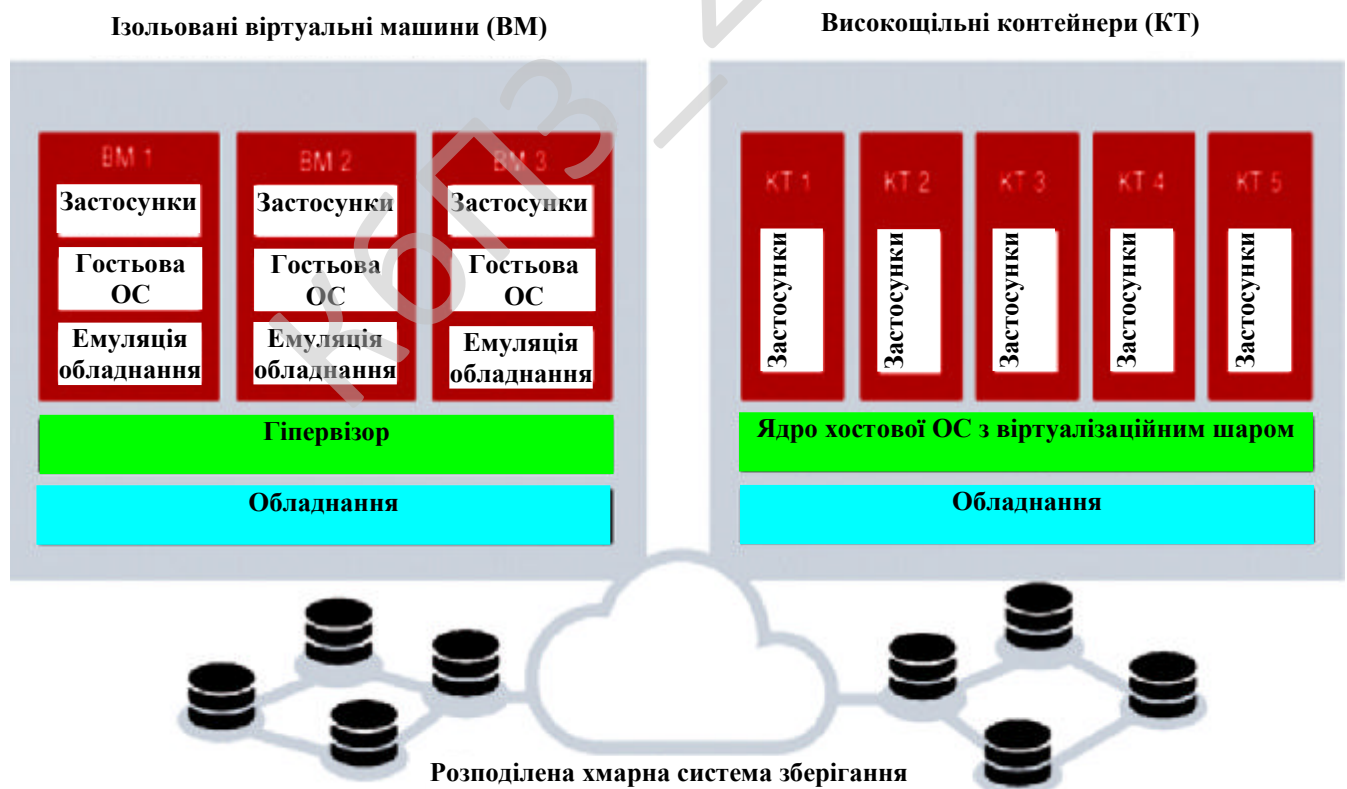 Ізольовані віртуальні машини (ВМ)
Високощільні контейнери (КТ)
ВМ 1
ВМ 2
ВМ 3
Застосунки
Застосунки
Застосунки
Гостьова
ОС
Гостьова
ОС
Гостьова
ОС
Емуляція
обладнання
Емуляція
обладнання
Емуляція
обладнання
Гіпервізор
Обладнання
КТ 1
КТ 2
КТ 3
КТ 4
КТ 5
Застосунки
Застосунки
Застосунки
Застосунки
Застосунки
Ядро хостової ОС з віртуалізаційним шаром
Обладнання
Розподілена хмарна система зберігання